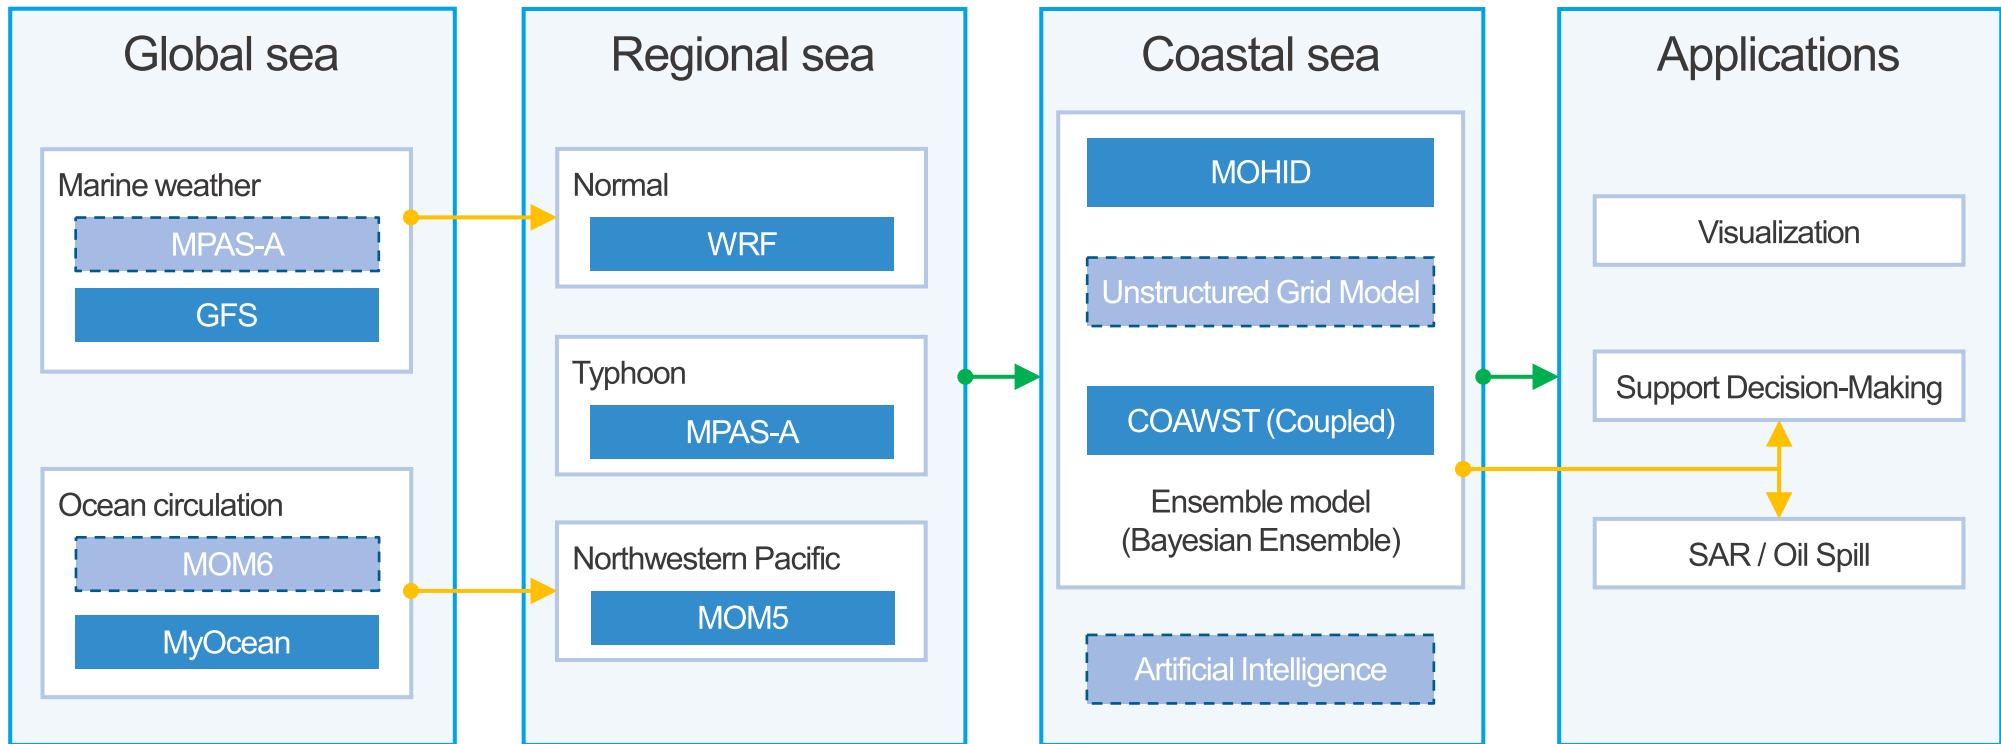 Global sea
Marine weather
MPAS-A
GFS
Ocean circulation
MOM6
MyOcean
Regional sea
Normal
WRF
Typhoon
MPAS-A
Northwestern Pacific
MOM5
Coastal sea
MOHID
Unstructured Grid Model
COAWST (Coupled)
Ensemble model
(Bayesian Ensemble)
Artificial Intelligence
Applications
Visualization
Support Decision-Making
SAR / Oil Spill